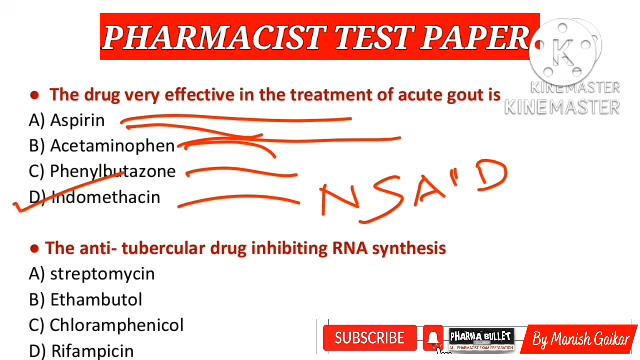 PHARMACIST TEST PAPER
KINEMASTER
KINEMASTER
● The drug very effective in the treatment of acute gout is
A) Aspirin
B) Acetaminophen
C) Phenylbutazone
D) Indomethacin
NSAID
● The anti- tubercular drug inhibiting RNA synthesis
A) streptomycin
B) Ethambutol
C) Chloramphenicol
D) Rifampicin
SUBSCRIBE
PHARMA BULLET
By Manish Gaikar